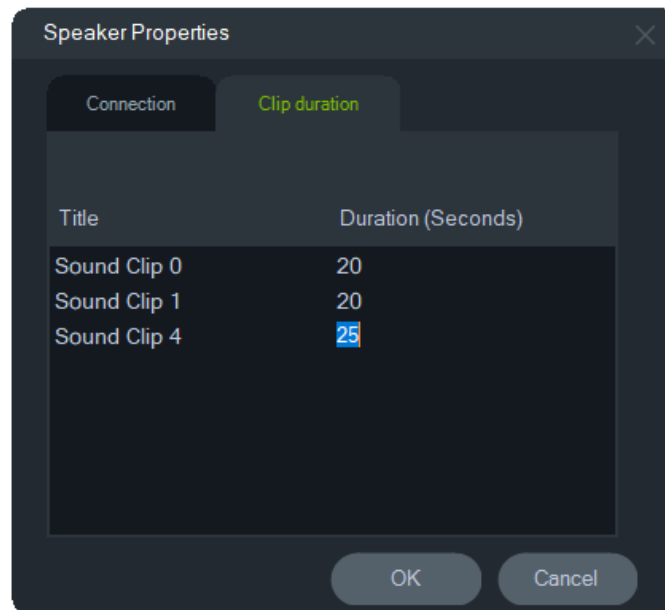 Speaker Properties
Connection Clip duration
Title Duration (Seconds)
Sound Clip 0 20
Sound Clip 1 20
Sound Clip 4 25
OK Cancel